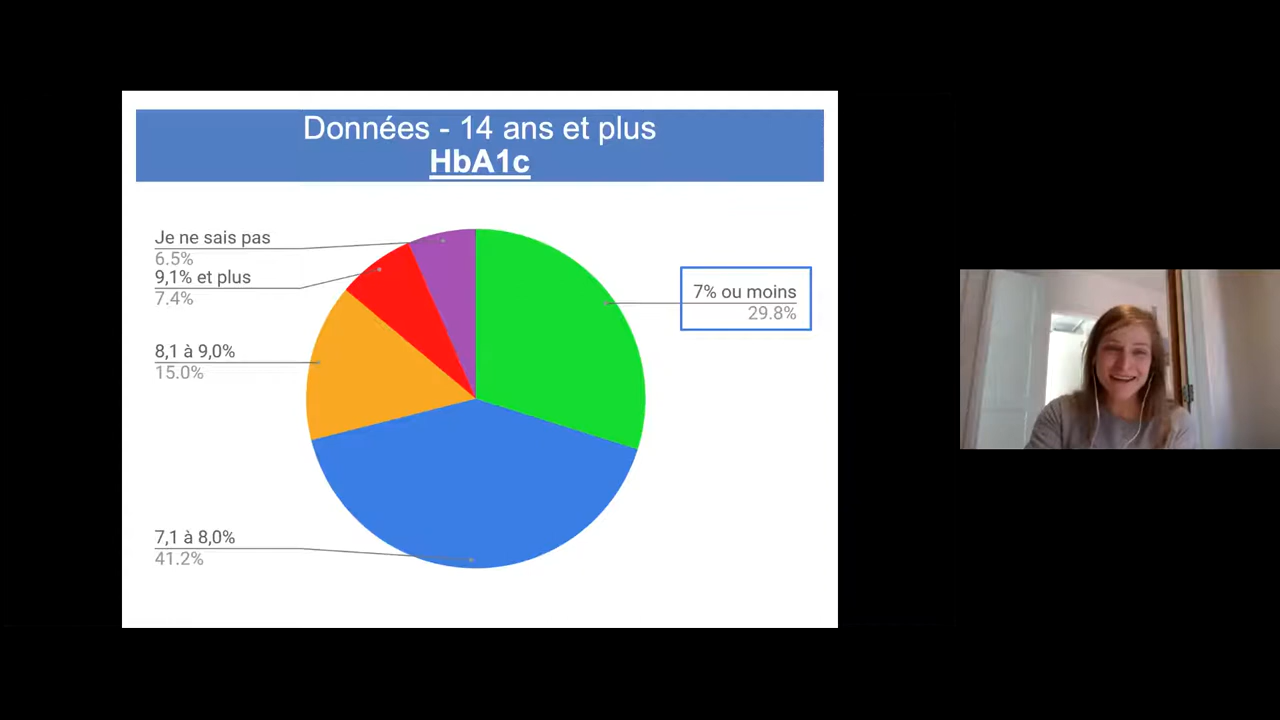 Données - 14 ans et plus
HbA1c
Je ne sais pas
6.5%
9,1% et plus
7.4%
8,1 à 9,0%
15.0%
7,1 à 8,0%
41.2%
7% ou moins
29.8%